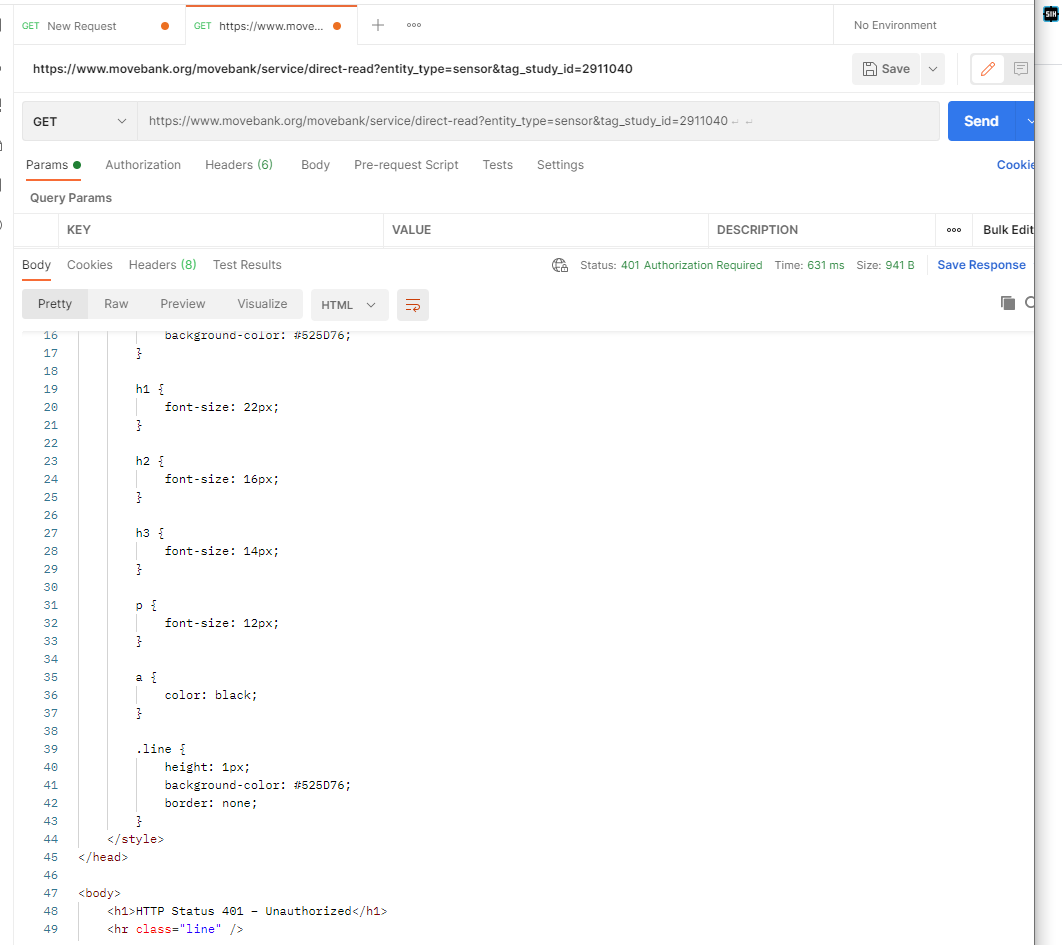 GET New Request
GET https://www.move...
No Environment
https://www.movebank.org/movebank/service/direct-read?entity_type=sensor&tag_study_id=2911040
Save
GET
https://www.movebank.org/movebank/service/direct-read?entity_type=sensor&tag_study_id=2911040 ↵ ↵
Send
Params Authorization Headers (6) Body Pre-request Script Tests Settings Cookie
Query Params
KEY VALUE DESCRIPTION Bulk Edit
Body Cookies Headers (8) Test Results Status: 401 Authorization Required Time: 631 ms Size: 941 B Save Response
Pretty Raw Preview Visualize HTML
16 background-color: #525D76;
17 }
18
19 h1 {
20 font-size: 22px;
21 }
22
23 h2 {
24 font-size: 16px;
25 }
26
27 h3 {
28 font-size: 14px;
29 }
30
31 p {
32 font-size: 12px;
33 }
34
35 a {
36 color: black;
37 }
38
39 .line {
40 height: 1px;
41 background-color: #525D76;
42 border: none;
43 }
44 </style>
45 </head>
46
47 <body>
48 <h1>HTTP Status 401 – Unauthorized</h1>
49 <hr class="line" />